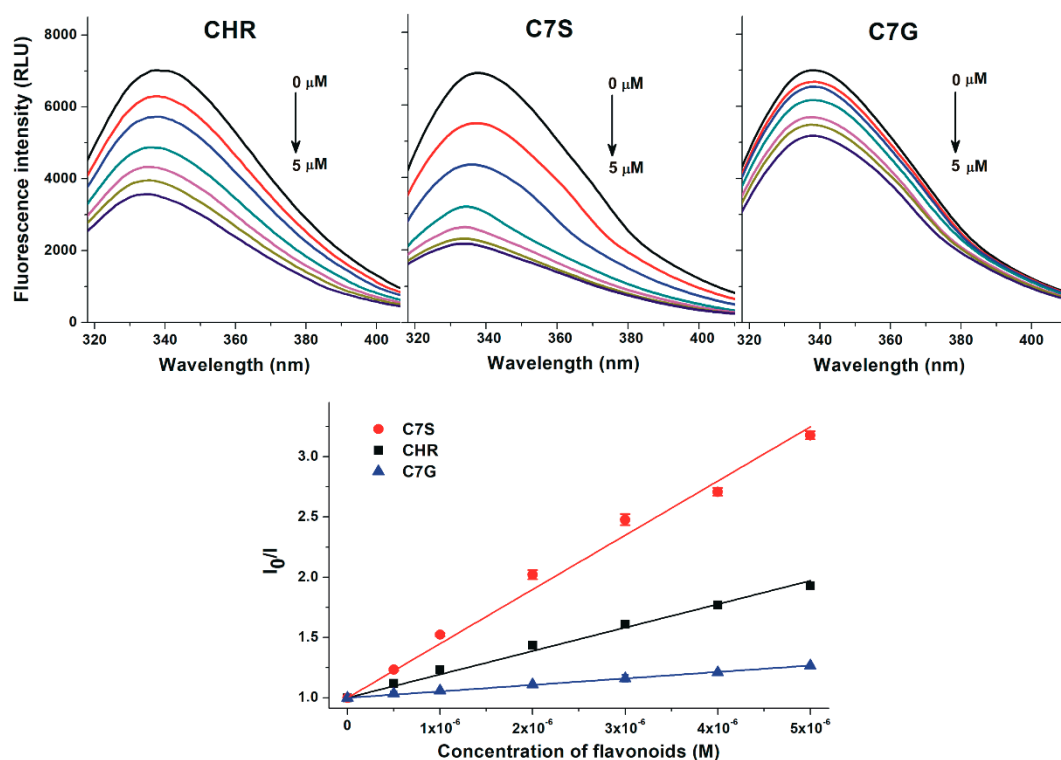 CHR
C7S
C7G
Fluorescence intensity (RLU)
8000
6000
4000
2000
0
0 μM
5 μM
0 μM
5 μM
0 μM
5 μM
320 340 360 380 400
320 340 360 380 400
320 340 360 380 400
Wavelength (nm)
Wavelength (nm)
Wavelength (nm)
C7S
CHR
C7G
I₀/I
3.0
2.5
2.0
1.5
1.0
0 1x10⁻⁶ 2x10⁻⁶ 3x10⁻⁶ 4x10⁻⁶ 5x10⁻⁶
Concentration of flavonoids (M)